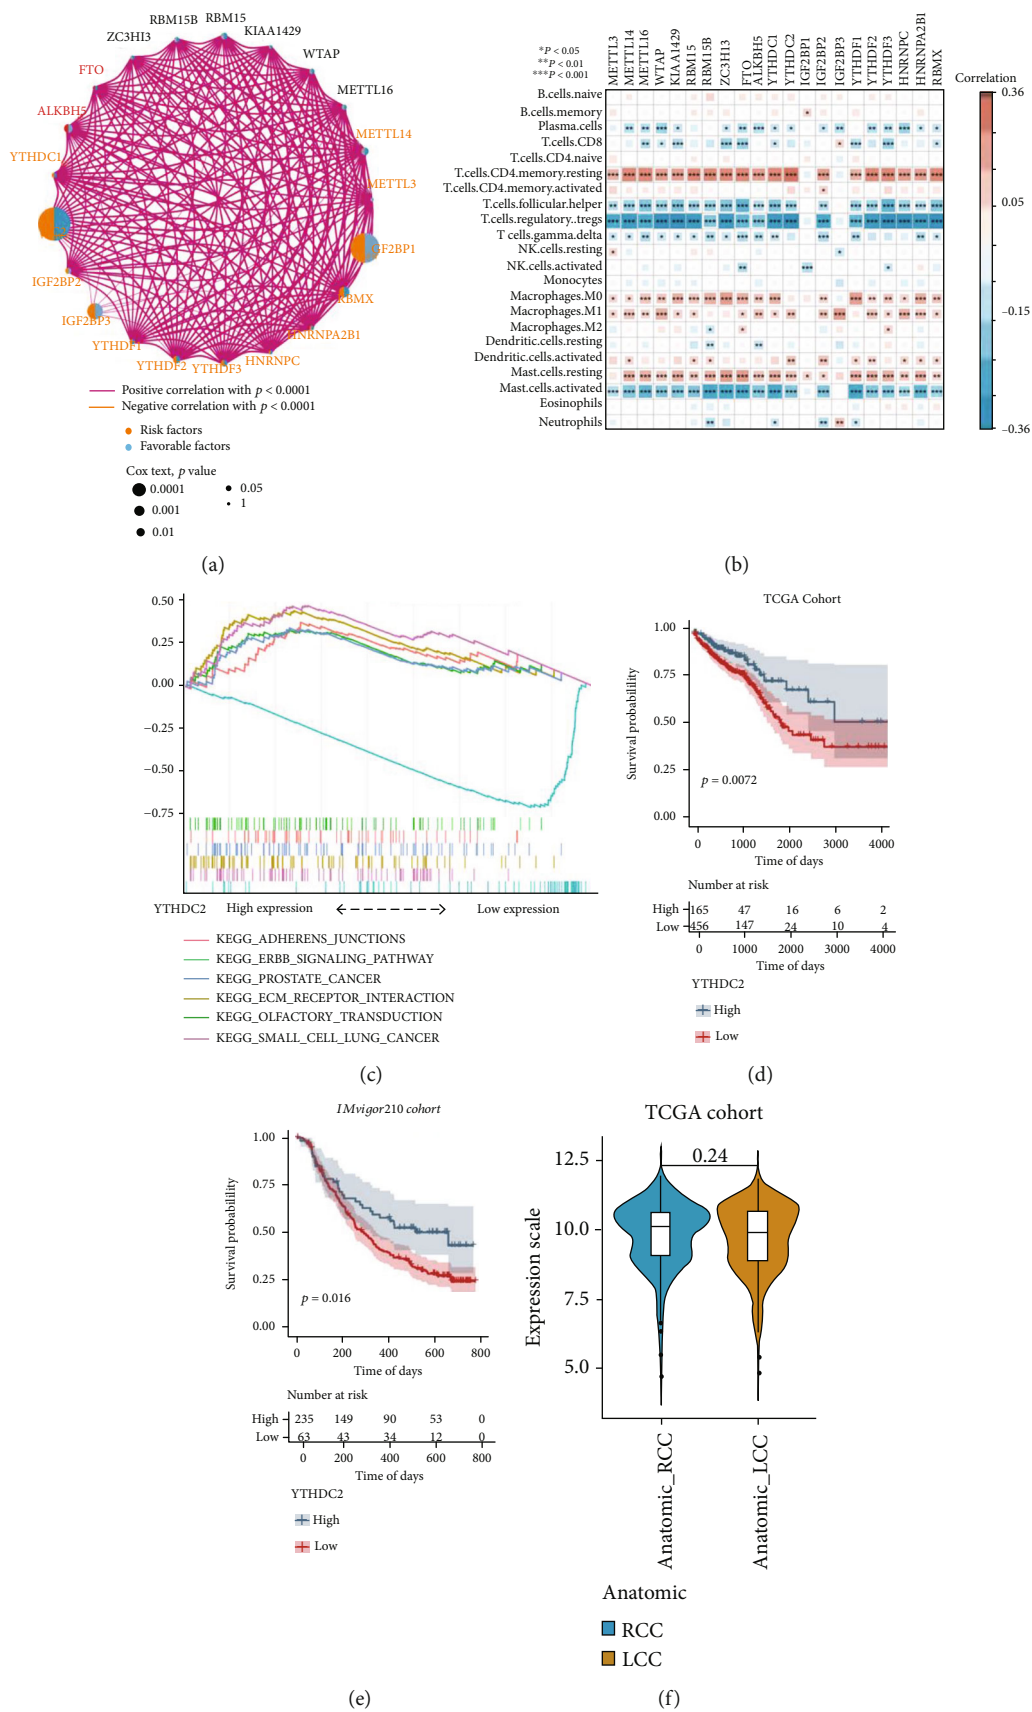 RBM15B
RBM15
ZC3HI3
KIAA1429
WTAP
FTO
METTL16
ALKBH5
METTL14
YTHDC1
METTL3
GF2BP1
IGF2BP2
RBMX
IGF2BP3
HNRNPA2B1
YTHDF1
HNRNPC
YTHDF2
YTHDF3
Positive correlation with p < 0.0001
Negative correlation with p < 0.0001
Risk factors
Favorable factors
Cox text, p value
0.0001
0.05
0.001
1
0.01
(a)
*P < 0.05
**P < 0.01
***P < 0.001
METTL3
METTL14
METTL16
WTAP
KIAA1429
RBM15
RBM15B
ZC3H13
FTO
ALKBH5
YTHDC1
YTHDC2
IGF2BP1
IGF2BP2
IGF2BP3
YTHDF1
YTHDF2
YTHDF3
HNRNPC
HNRNPA2B1
RBMX
Correlation
0.36
0.05
−0.15
−0.36
B.cells.naive
B.cells.memory
Plasma.cells
T.cells.CD8
T.cells.CD4.naive
T.cells.CD4.memory.resting
T.cells.CD4.memory.activated
T.cells.follicular.helper
T.cells.regulatory..tregs
T cells.gamma.delta
NK.cells.resting
NK.cells.activated
Monocytes
Macrophages.M0
Macrophages.M1
Macrophages.M2
Dendritic.cells.resting
Dendritic.cells.activated
Mast.cells.resting
Mast.cells.activated
Eosinophils
Neutrophils
(b)
0.50
0.25
0.00
−0.25
−0.50
−0.75
YTHDC2
High expression
Low expression
KEGG_ADHERENS_JUNCTIONS
KEGG_ERBB_SIGNALING_PATHWAY
KEGG_PROSTATE_CANCER
KEGG_ECM_RECEPTOR_INTERACTION
KEGG_OLFACTORY_TRANSDUCTION
KEGG_SMALL_CELL_LUNG_CANCER
(c)
TCGA Cohort
Survival probabilility
1.00
0.75
0.50
0.25
0.00
p = 0.0072
0 1000 2000 3000 4000
Time of days
Number at risk
High 165 47 16 6 2
Low 456 147 24 10 4
0 1000 2000 3000 4000
Time of days
YTHDC2
High
Low
(d)
IMvigor210 cohort
Survival probabilility
1.00
0.75
0.50
0.25
0.00
p = 0.016
0 200 400 600 800
Time of days
Number at risk
High 235 149 90 53 0
Low 63 43 34 12 0
0 200 400 600 800
Time of days
YTHDC2
High
Low
(e)
TCGA cohort
0.24
Expression scale
12.5
10.0
7.5
5.0
Anatomic_RCC
Anatomic_LCC
Anatomic
RCC
LCC
(f)